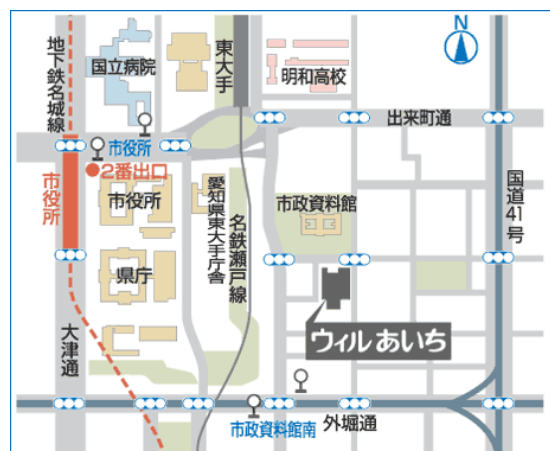 N
地下鉄名城線
国立病院
東大手
明和高校
出来町通
市役所
2番出口
市役所
市役所
愛知県東大手庁舎
名鉄瀬戸線
市政資料館
国道41号
県庁
大津通
ウィルあいち
市政資料館南
外堀通